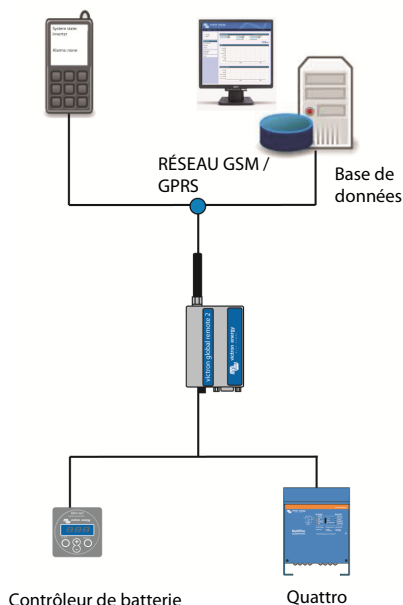 System state:
Inverter
Alarms: none
RÉSEAU GSM /
GPRS
Base de
données
victron global remote 2
victron energy
Contrôleur de batterie
Quattro